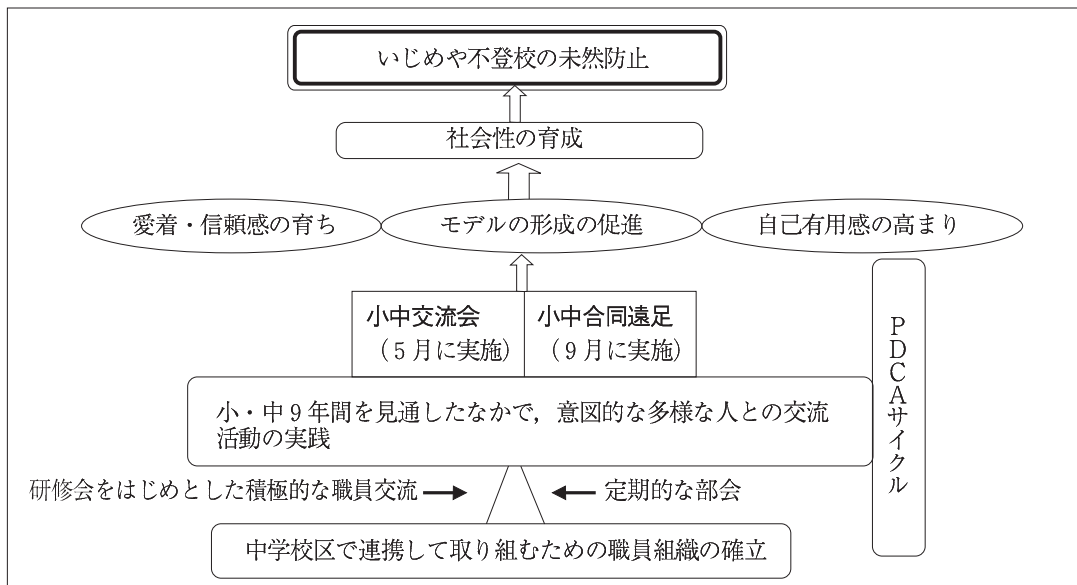 いじめや不登校の未然防止
社会性の育成
愛着・信頼感の育ち
モデルの形成の促進
自己有用感の高まり
小中交流会
(5月に実施)
小中合同遠足
(9月に実施)
小・中9年間を見通したなかで,意図的な多様な人との交流
活動の実践
研修会をはじめとした積極的な職員交流
定期的な部会
中学校区で連携して取り組むための職員組織の確立
PDCAサイクル